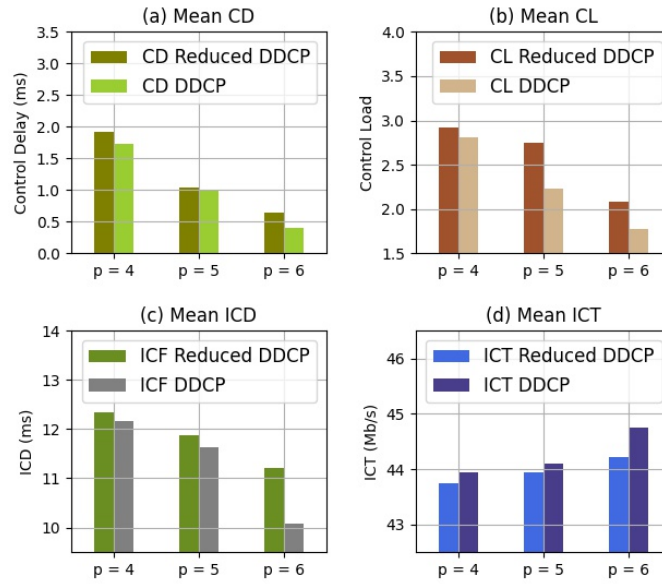 (a) Mean CD
3.5
3.0
2.5
2.0
1.5
1.0
0.5
0.0
Control Delay (ms)
CD Reduced DDCP
CD DDCP
p = 4
p = 5
p = 6
(b) Mean CL
4.0
3.5
3.0
2.5
2.0
1.5
Control Load
CL Reduced DDCP
CL DDCP
p = 4
p = 5
p = 6
(c) Mean ICD
14
13
12
11
10
ICD (ms)
ICF Reduced DDCP
ICF DDCP
p = 4
p = 5
p = 6
(d) Mean ICT
46
45
44
43
ICT (Mb/s)
ICT Reduced DDCP
ICT DDCP
p = 4
p = 5
p = 6